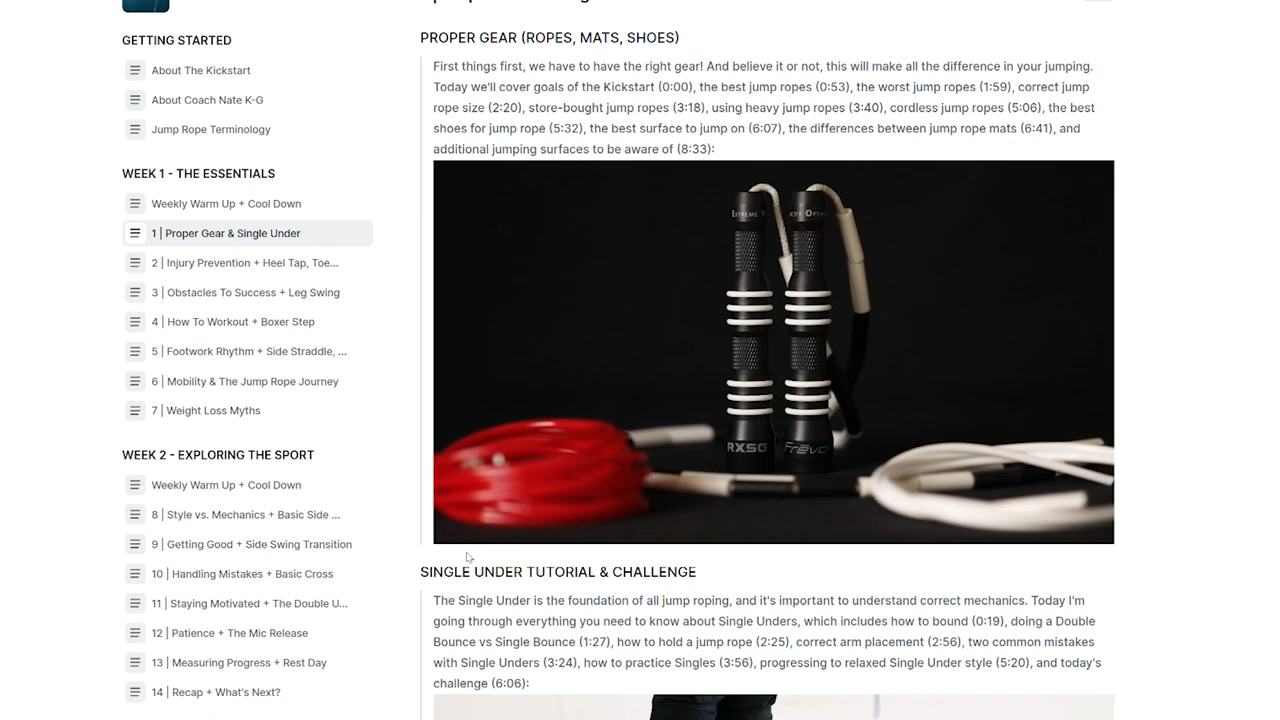 GETTING STARTED
About The Kickstart
About Coach Nate K-G
Jump Rope Terminology
WEEK 1 - THE ESSENTIALS
Weekly Warm Up + Cool Down
1 | Proper Gear & Single Under
2 | Injury Prevention + Heel Tap, Toe...
3 | Obstacles To Success + Leg Swing
4 | How To Workout + Boxer Step
5 | Footwork Rhythm + Side Straddle, ...
6 | Mobility & The Jump Rope Journey
7 | Weight Loss Myths
WEEK 2 - EXPLORING THE SPORT
Weekly Warm Up + Cool Down
8 | Style vs. Mechanics + Basic Side ...
9 | Getting Good + Side Swing Transition
10 | Handling Mistakes + Basic Cross
11 | Staying Motivated + The Double U...
12 | Patience + The Mic Release
13 | Measuring Progress + Rest Day
14 | Recap + What's Next?
PROPER GEAR (ROPES, MATS, SHOES)
First things first, we have to have the right gear! And believe it or not, this will make all the difference in your jumping.
Today we'll cover goals of the Kickstart (0:00), the best jump ropes (0:53), the worst jump ropes (1:59), correct jump
rope size (2:20), store-bought jump ropes (3:18), using heavy jump ropes (3:40), cordless jump ropes (5:06), the best
shoes for jump rope (5:32), the best surface to jump on (6:07), the differences between jump rope mats (6:41), and
additional jumping surfaces to be aware of (8:33):
EXTREME
RXSG
Frēvo
SINGLE UNDER TUTORIAL & CHALLENGE
The Single Under is the foundation of all jump roping, and it's important to understand correct mechanics. Today I'm
going through everything you need to know about Single Unders, which includes how to bound (0:19), doing a Double
Bounce vs Single Bounce (1:27), how to hold a jump rope (2:25), correct arm placement (2:56), two common mistakes
with Single Unders (3:24), how to practice Singles (3:56), progressing to relaxed Single Under style (5:20), and today's
challenge (6:06):